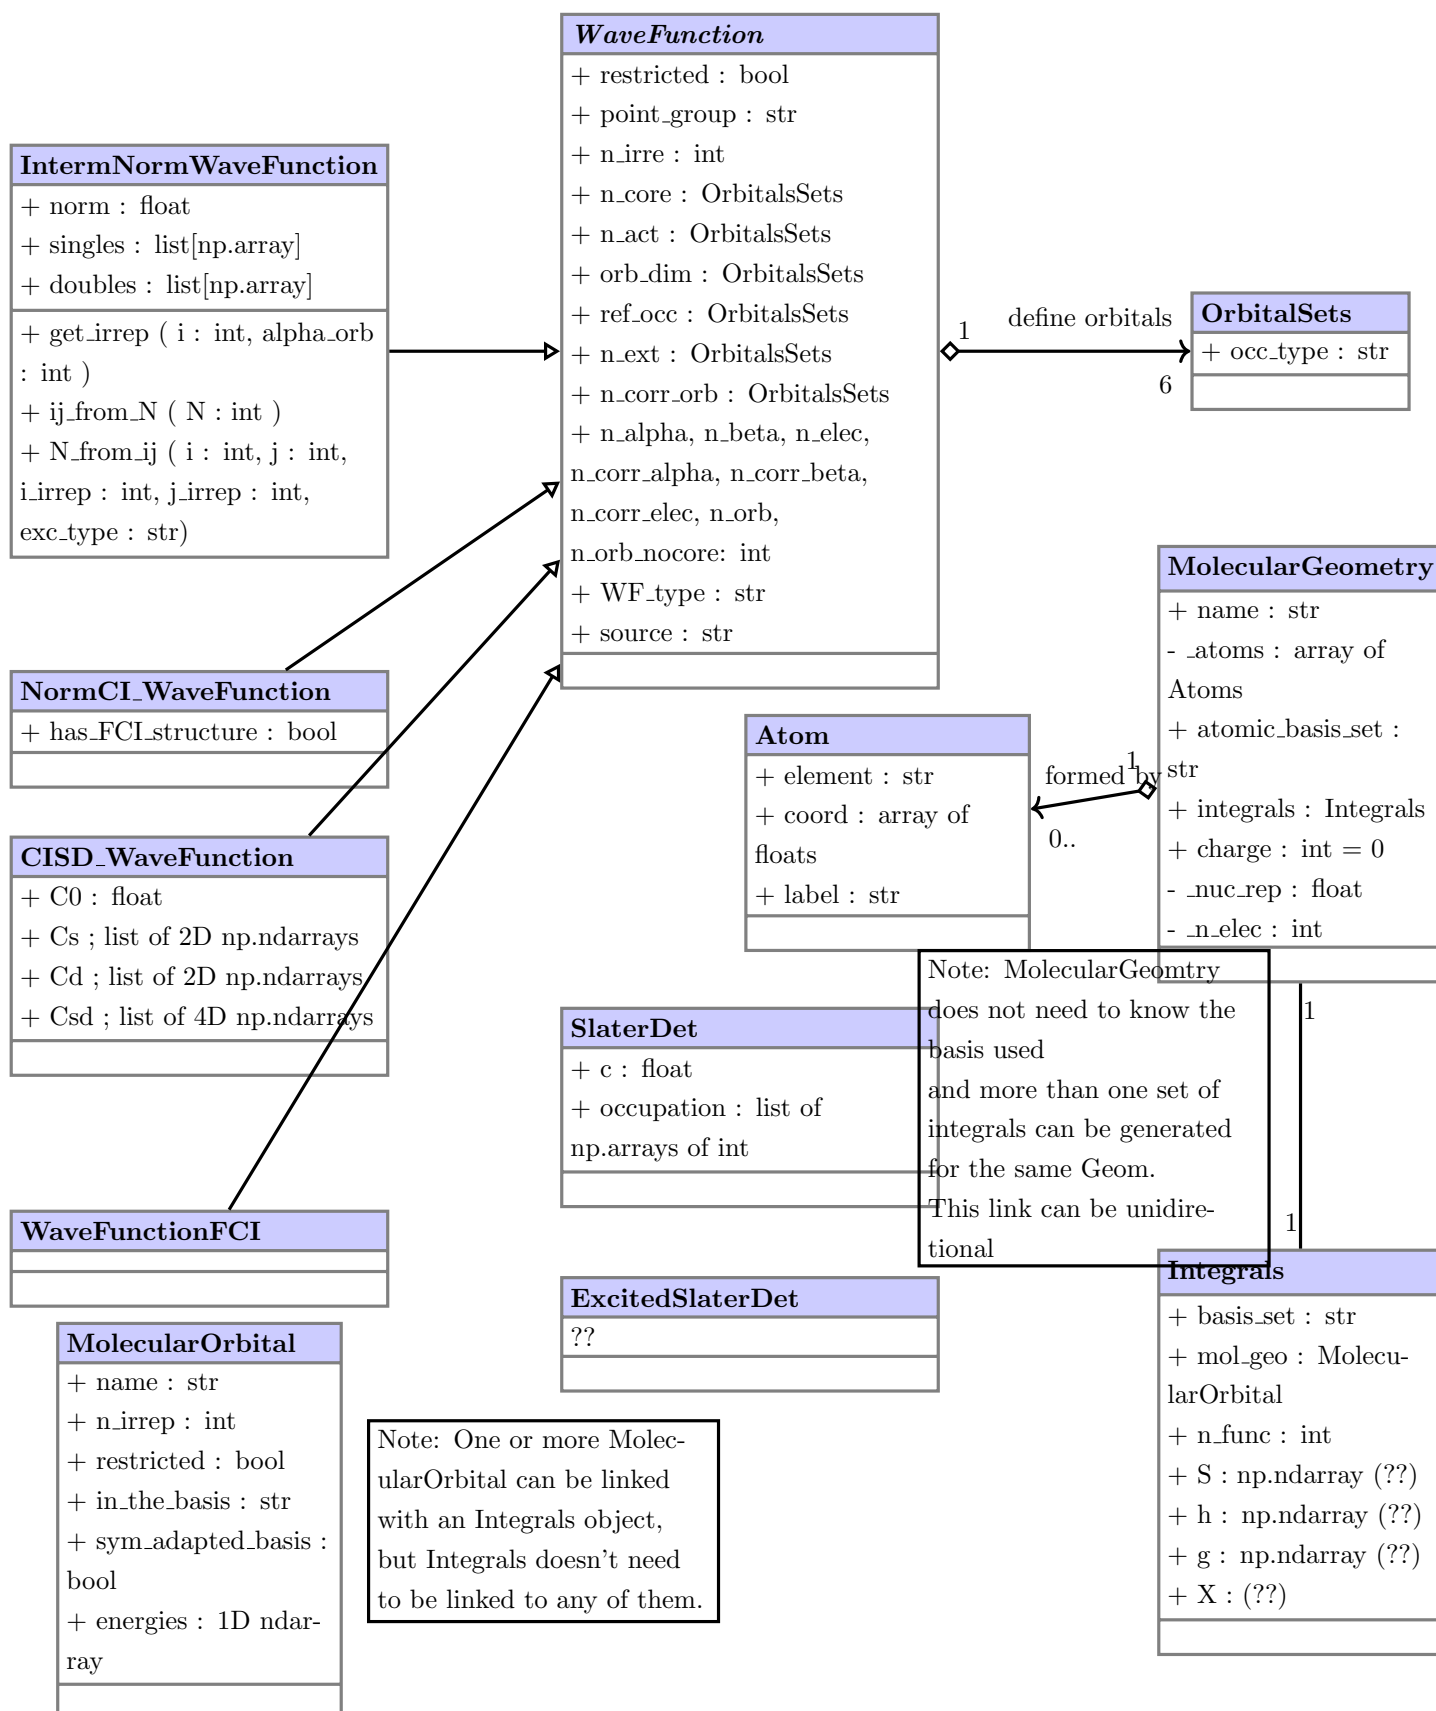 WaveFunction
+ restricted : bool
+ point_group : str
+ n_irre : int
+ n_core : OrbitalsSets
+ n_act : OrbitalsSets
+ orb_dim : OrbitalsSets
+ ref_occ : OrbitalsSets
+ n_ext : OrbitalsSets
+ n_corr_orb : OrbitalsSets
+ n_alpha, n_beta, n_elec,
n_corr_alpha, n_corr_beta,
n_corr_elec, n_orb,
n_orb_nocore: int
+ WF_type : str
+ source : str
IntermNormWaveFunction
+ norm : float
+ singles : list[np.array]
+ doubles : list[np.array]
+ get_irrep ( i : int, alpha_orb
: int )
+ ij_from_N ( N : int )
+ N_from_ij ( i : int, j : int,
i_irrep : int, j_irrep : int,
exc_type : str)
1
define orbitals
6
OrbitalSets
+ occ_type : str
NormCI_WaveFunction
+ has_FCI_structure : bool
CISD_WaveFunction
+ C0 : float
+ Cs ; list of 2D np.ndarrays
+ Cd ; list of 2D np.ndarrays
+ Csd ; list of 4D np.ndarrays
WaveFunctionFCI
MolecularGeometry
+ name : str
- _atoms : array of
Atoms
+ atomic_basis_set :
str
+ integrals : Integrals
+ charge : int = 0
- _nuc_rep : float
- _n_elec : int
Atom
+ element : str
+ coord : array of
floats
+ label : str
1
formed by
0..
SlaterDet
+ c : float
+ occupation : list of
np.arrays of int
Note: MolecularGeomtry
does not need to know the
basis used
and more than one set of
integrals can be generated
for the same Geom.
This link can be unidire-
tional
1
1
ExcitedSlaterDet
??
Integrals
+ basis_set : str
+ mol_geo : Molecu-
larOrbital
+ n_func : int
+ S : np.ndarray (??)
+ h : np.ndarray (??)
+ g : np.ndarray (??)
+ X : (??)
MolecularOrbital
+ name : str
+ n_irrep : int
+ restricted : bool
+ in_the_basis : str
+ sym_adapted_basis :
bool
+ energies : 1D ndar-
ray
Note: One or more Molec-
ularOrbital can be linked
with an Integrals object,
but Integrals doesn't need
to be linked to any of them.